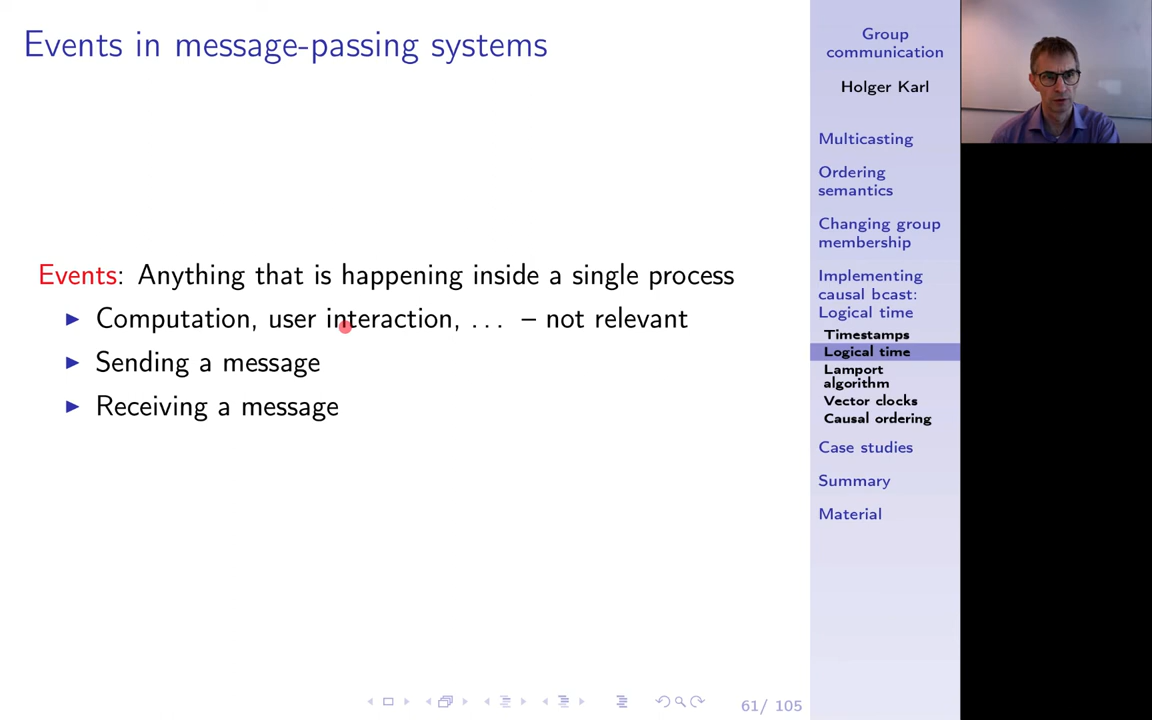 Events in message-passing systems
Events: Anything that is happening inside a single process
▶ Computation, user interaction, ... – not relevant
▶ Sending a message
▶ Receiving a message
Group
communication
Holger Karl
Multicasting
Ordering
semantics
Changing group
membership
Implementing
causal bcast:
Logical time
Timestamps
Logical time
Lamport
algorithm
Vector clocks
Causal ordering
Case studies
Summary
Material
61/ 105